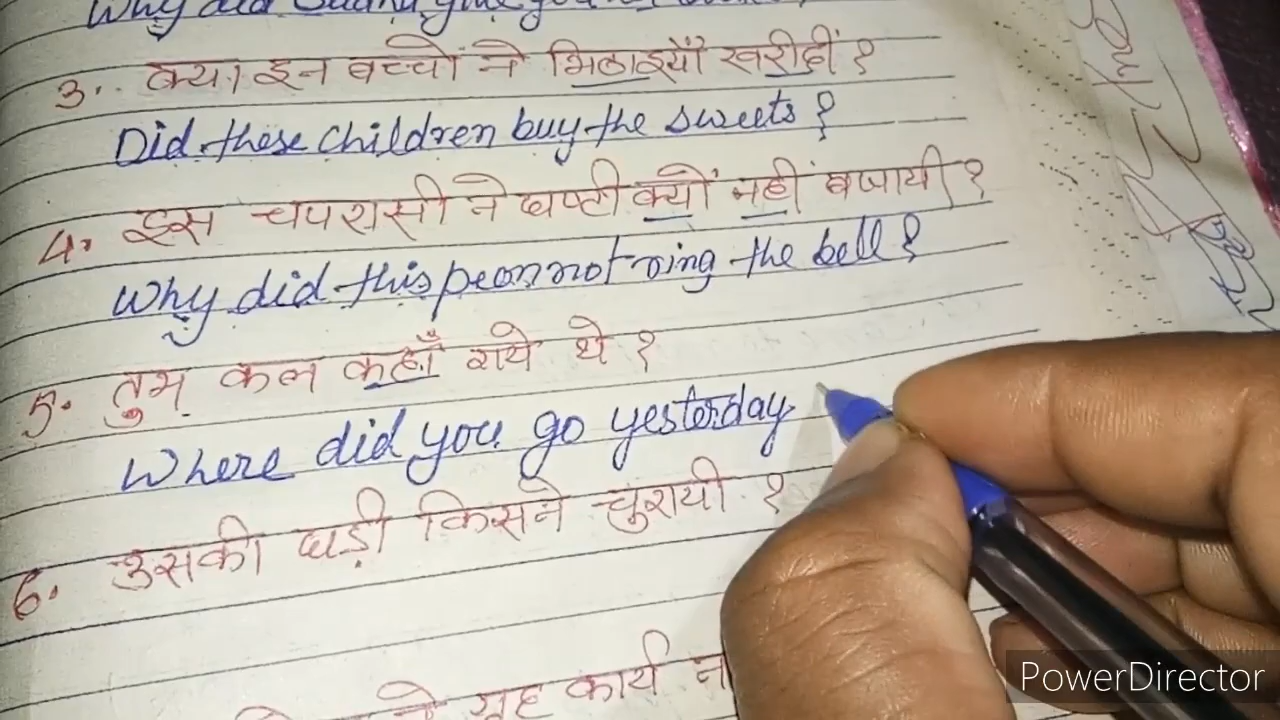 Why did
3. क्या इन बच्चों ने मिठाइयाँ खरीदीं ?
Did these children buy the sweets ?
4. इस चपरासी ने घण्टी क्यों नहीं बजायी ?
Why did this peon not ring the bell ?
5. तुम कल कहाँ गये थे ?
Where did you go yesterday
6. उसकी घड़ी किसने चुरायी ?
ने गृह कार्य
PowerDirector